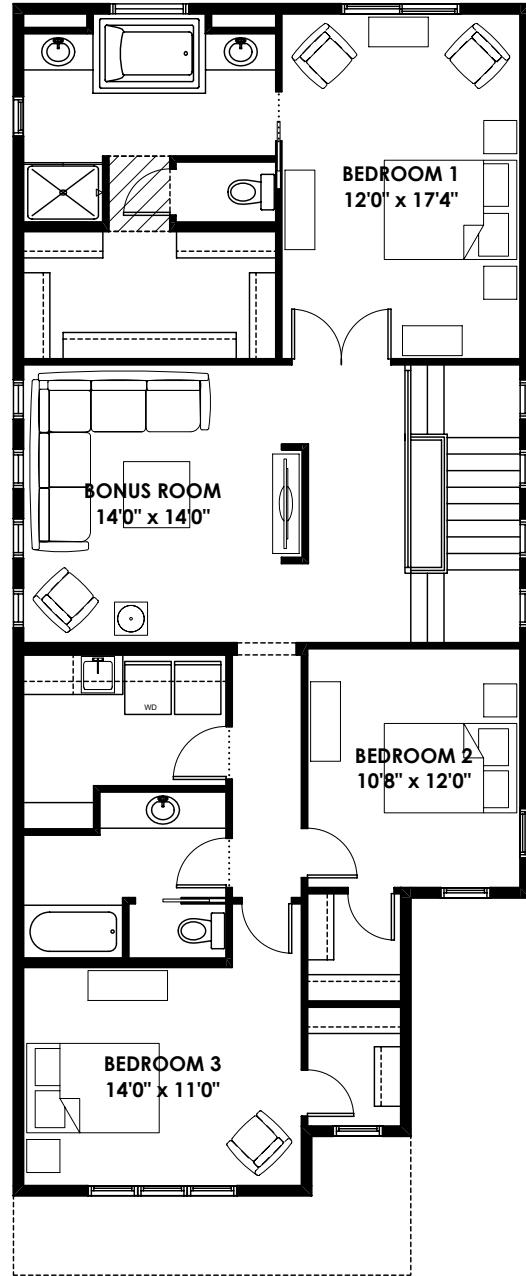 BEDROOM 1
12'0" x 17'4"
BONUS ROOM
14'0" x 14'0"
WD
BEDROOM 2
10'8" x 12'0"
BEDROOM 3
14'0" x 11'0"